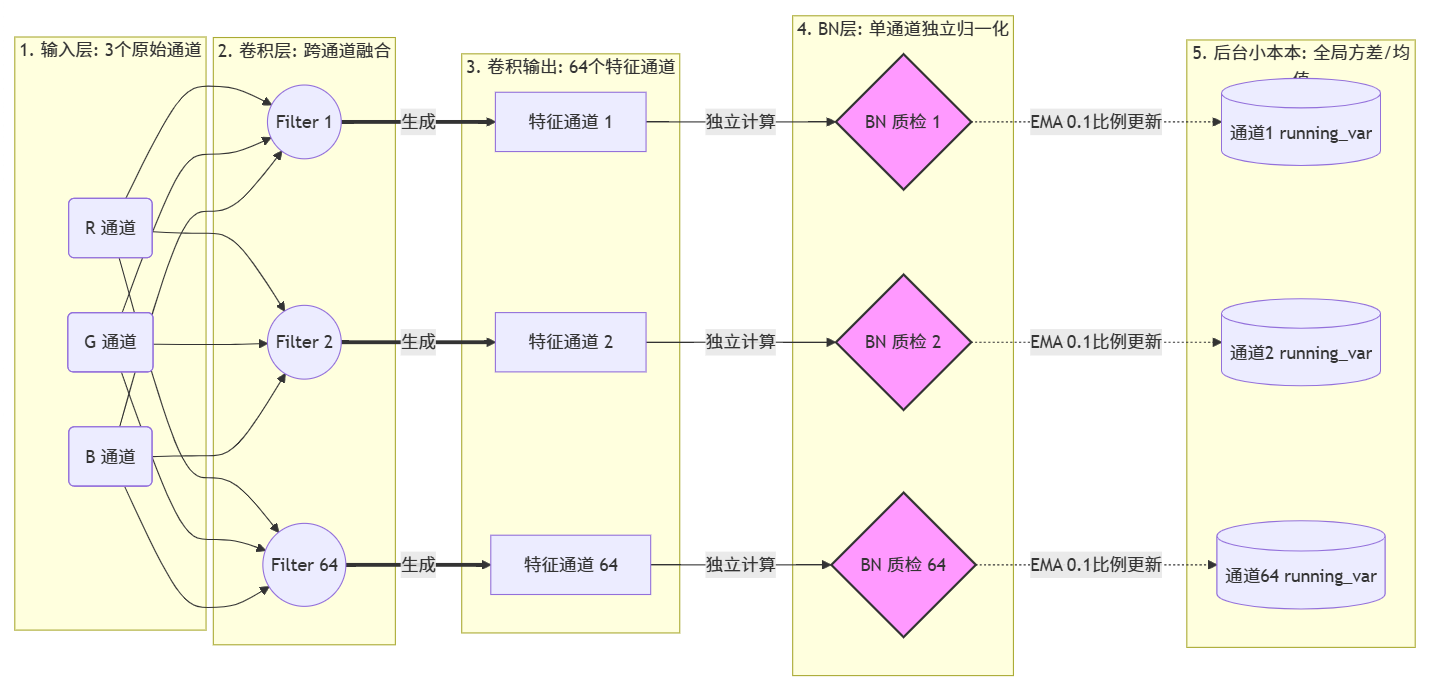 1. 输入层: 3个原始通道
R 通道
G 通道
B 通道
2. 卷积层: 跨通道融合
Filter 1
Filter 2
Filter 64
生成
生成
生成
3. 卷积输出: 64个特征通道
特征通道 1
特征通道 2
特征通道 64
独立计算
独立计算
独立计算
4. BN层: 单通道独立归一化
BN 质检 1
BN 质检 2
BN 质检 64
EMA 0.1比例更新
EMA 0.1比例更新
EMA 0.1比例更新
5. 后台小本本: 全局方差/均
值
通道1 running_var
通道2 running_var
通道64 running_var